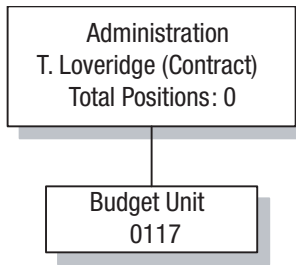 Administration
T. Loveridge (Contract)
Total Positions: 0
Budget Unit
0117